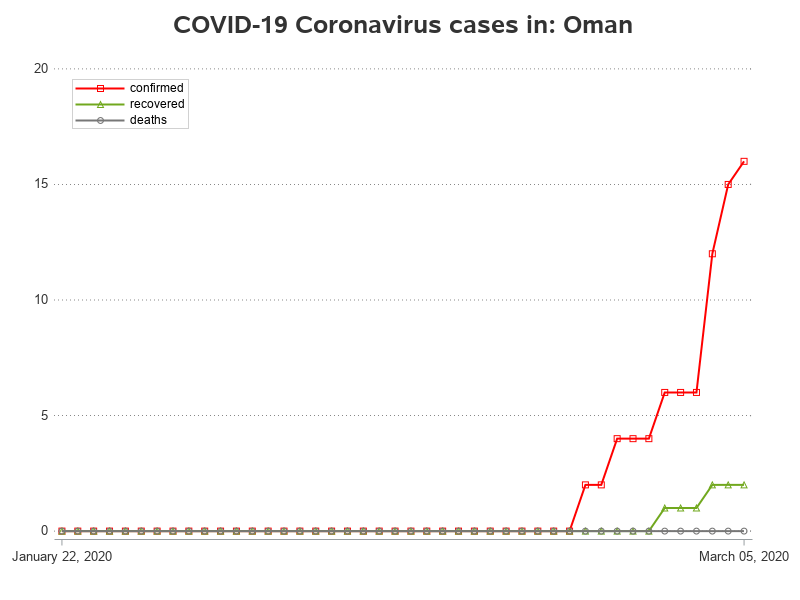 COVID-19 Coronavirus cases in: Oman
20
confirmed
recovered
deaths
15
10
5
0
January 22, 2020 March 05, 2020